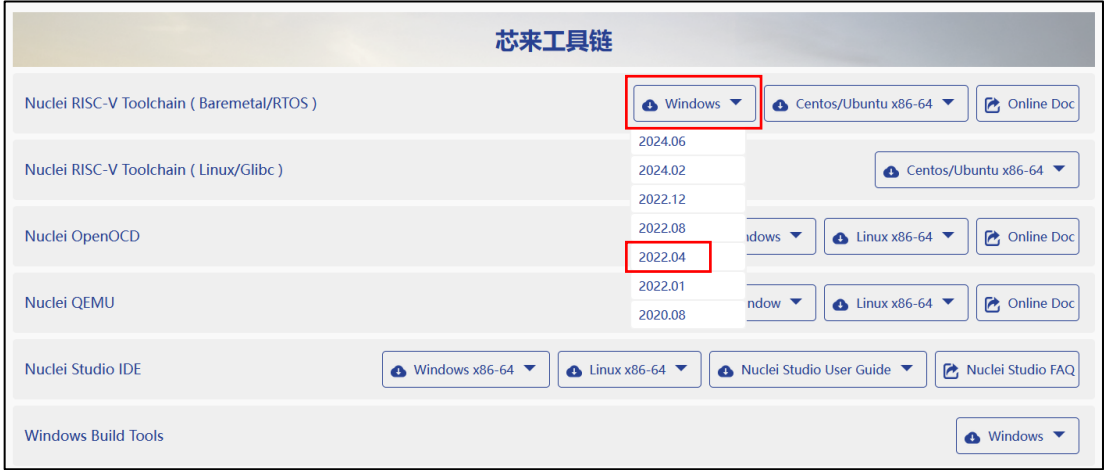 芯来工具链
Nuclei RISC-V Toolchain ( Baremetal/RTOS )
Windows
Centos/Ubuntu x86-64
Online Doc
2024.06
2024.02
2022.12
2022.08
2022.04
2022.01
2020.08
Nuclei RISC-V Toolchain ( Linux/Glibc )
Centos/Ubuntu x86-64
Nuclei OpenOCD
ndows
Linux x86-64
Online Doc
Nuclei QEMU
ndow
Linux x86-64
Online Doc
Nuclei Studio IDE
Windows x86-64
Linux x86-64
Nuclei Studio User Guide
Nuclei Studio FAQ
Windows Build Tools
Windows